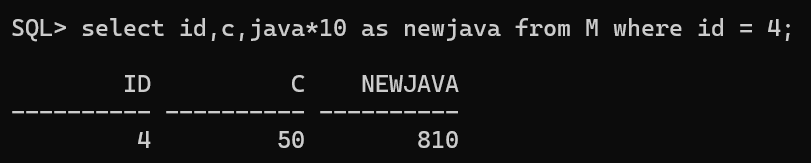 SQL> select id,c,java*10 as newjava from M where id = 4;
        ID          C    NEWJAVA
---------- ---------- ----------
         4         50        810